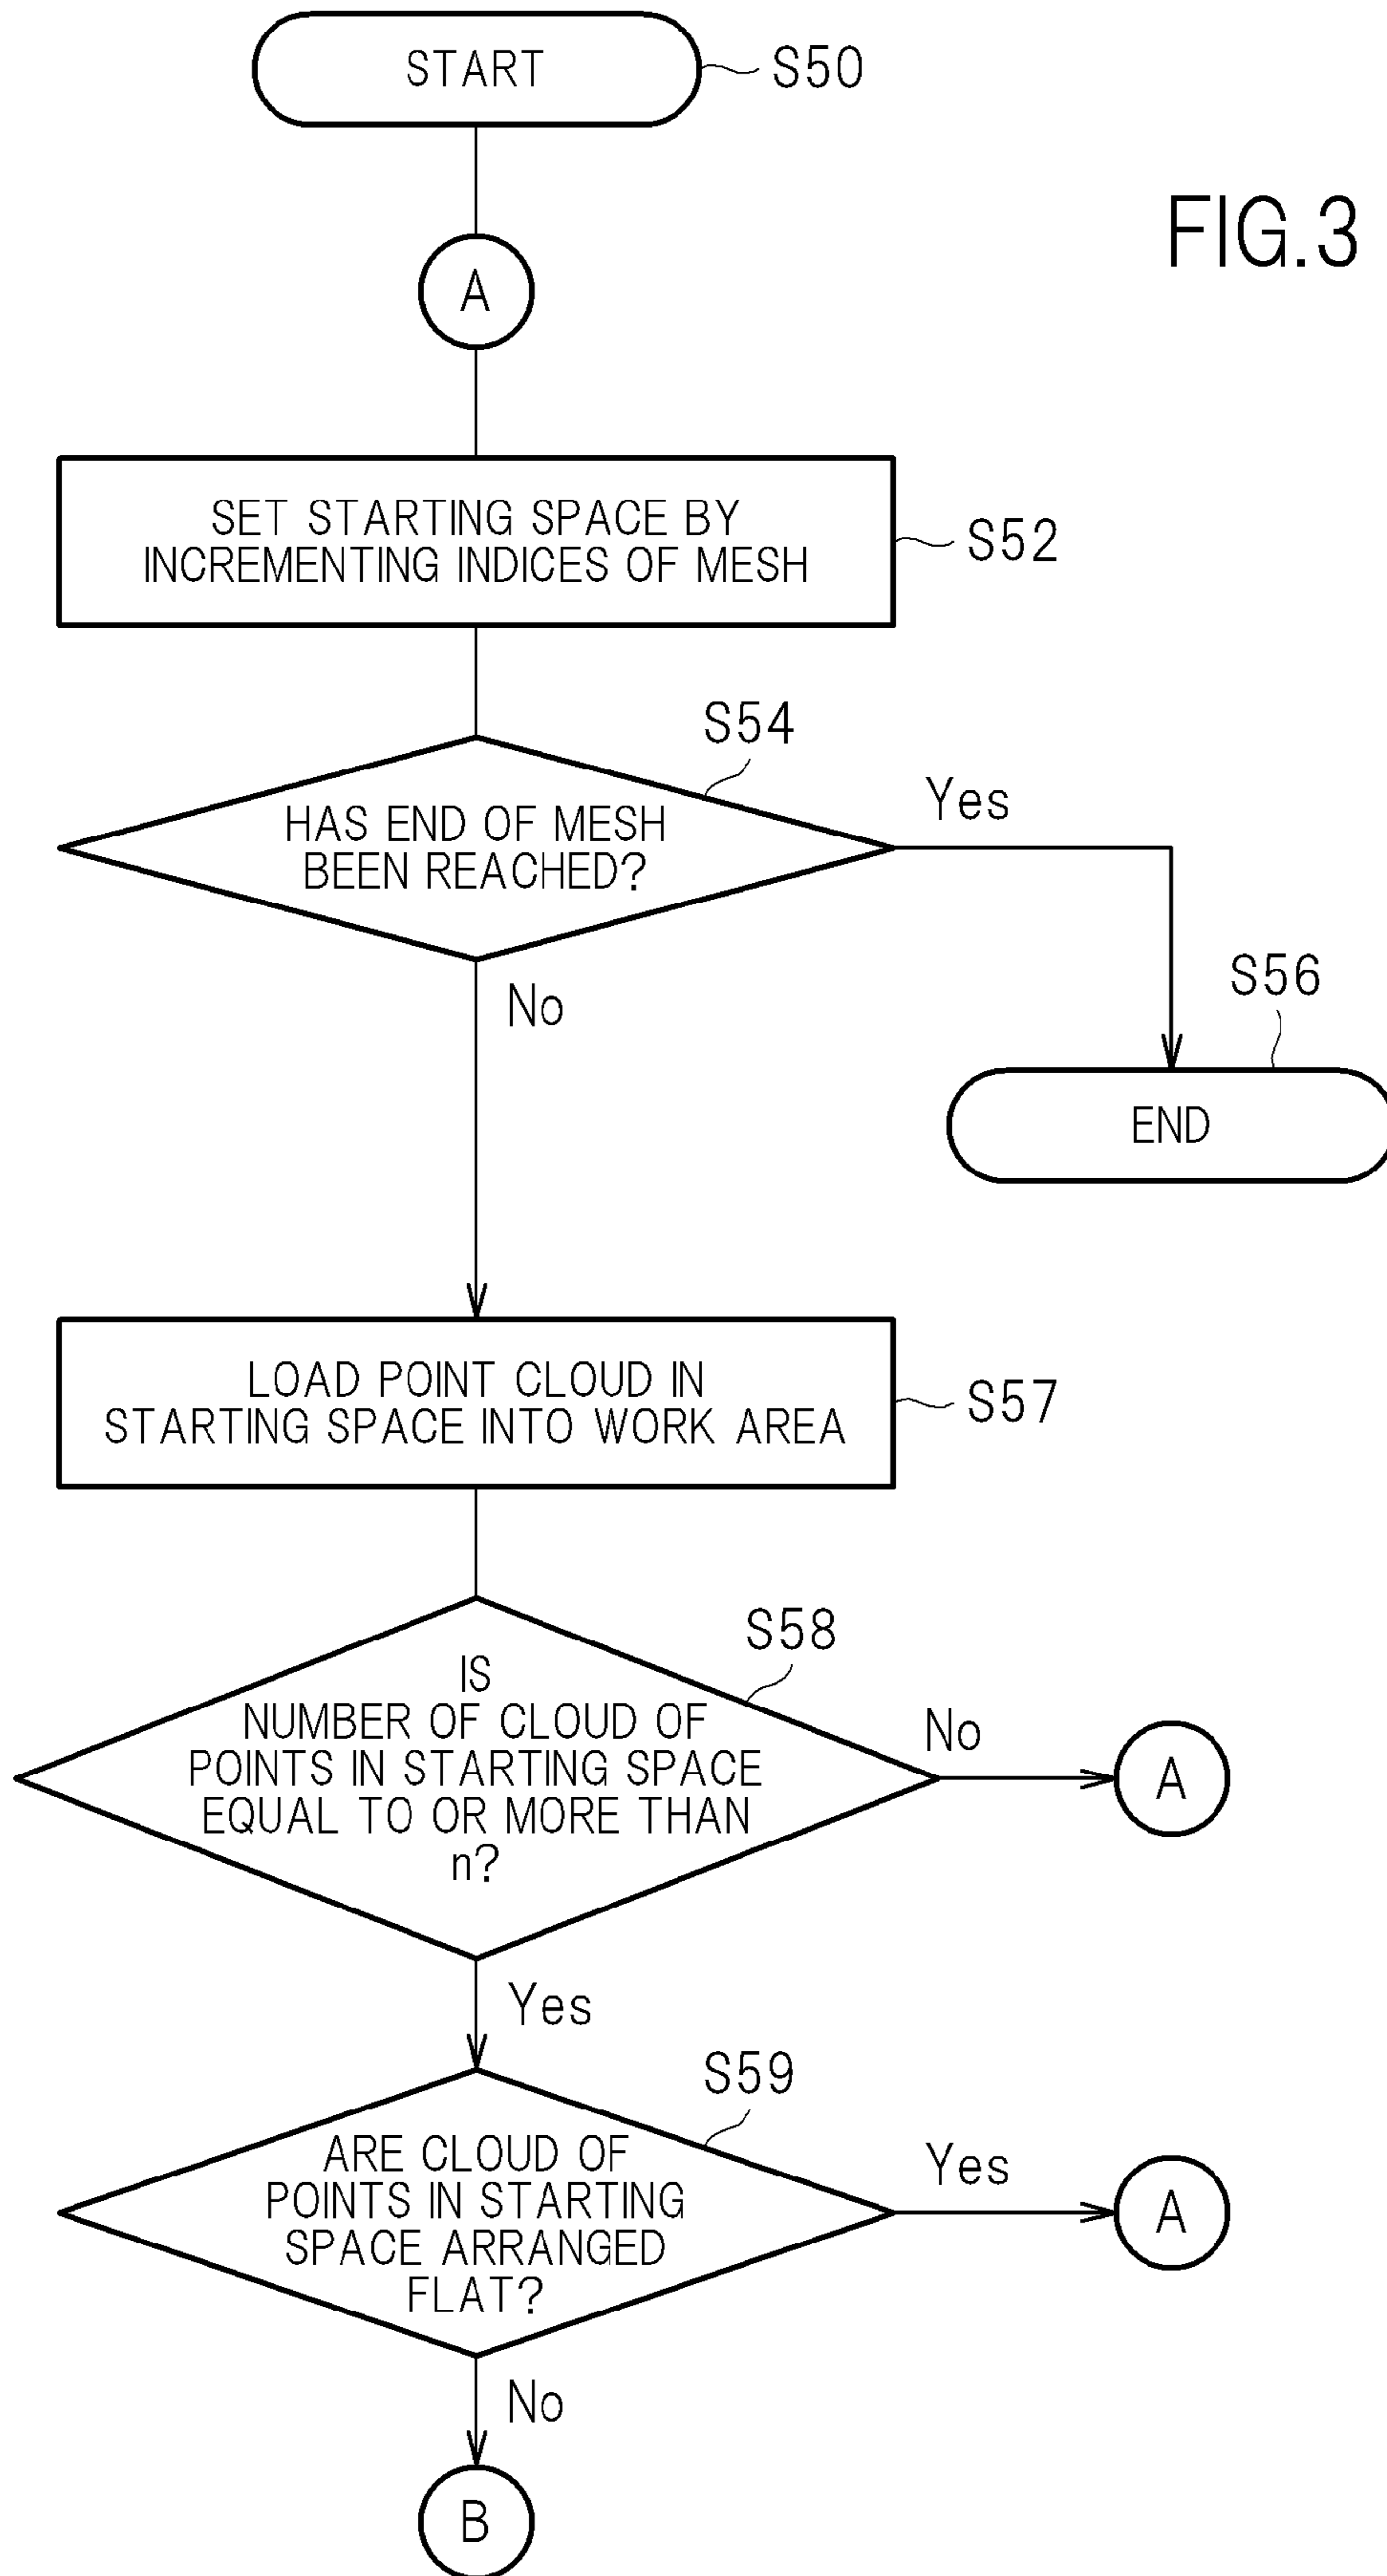 START
S50
FIG.3
A
SET STARTING SPACE BY
INCREMENTING INDICES OF MESH
S52
S54
HAS END OF MESH
BEEN REACHED?
Yes
No
S56
END
LOAD POINT CLOUD IN
STARTING SPACE INTO WORK AREA
S57
S58
IS
NUMBER OF CLOUD OF
POINTS IN STARTING SPACE
EQUAL TO OR MORE THAN
n?
No
A
Yes
S59
ARE CLOUD OF
POINTS IN STARTING
SPACE ARRANGED
FLAT?
Yes
A
No
B